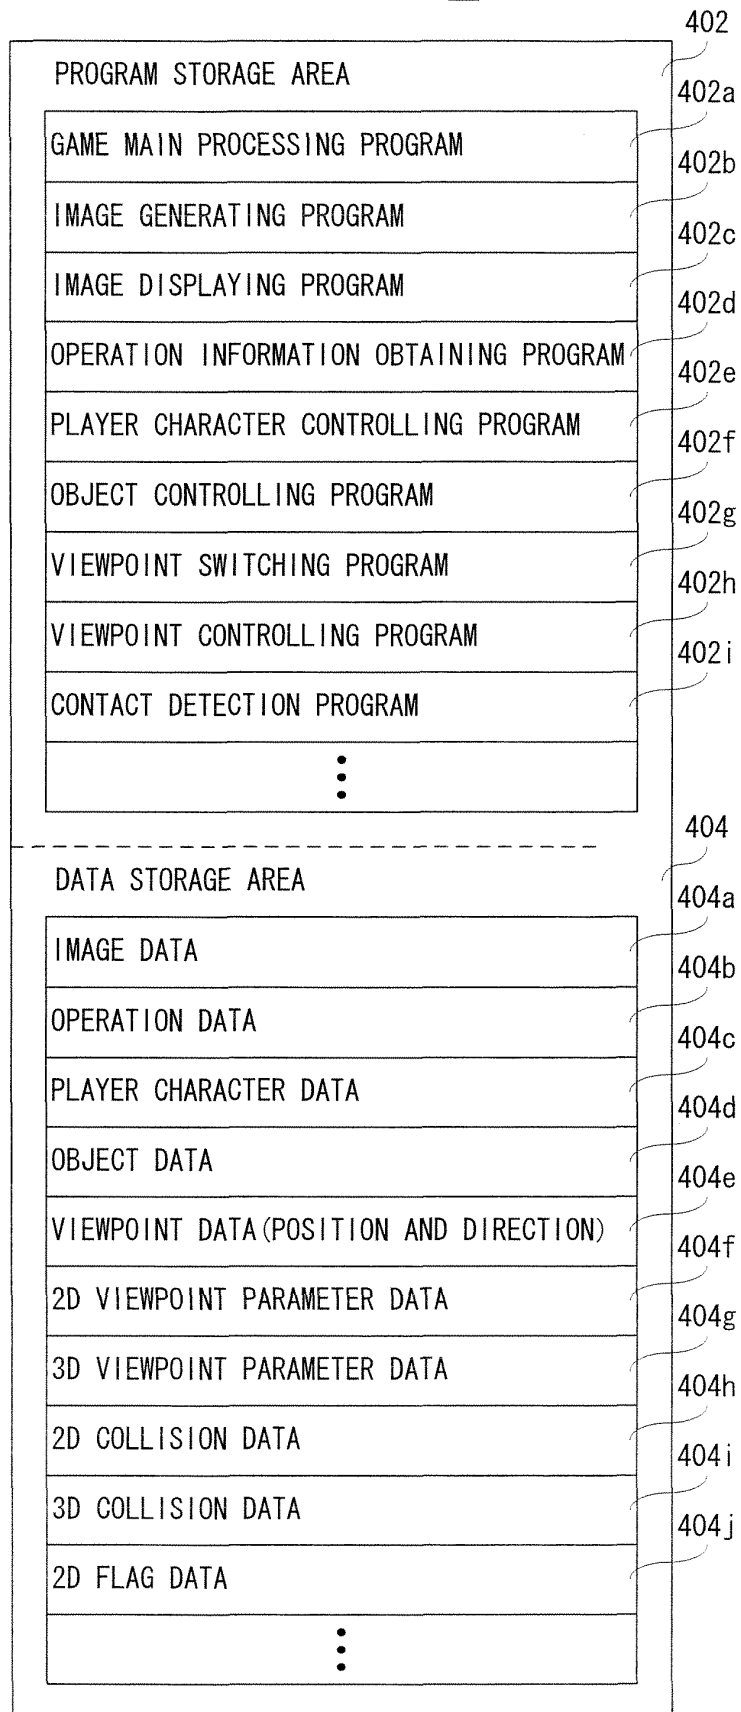 402
PROGRAM STORAGE AREA
402a
GAME MAIN PROCESSING PROGRAM
402b
IMAGE GENERATING PROGRAM
402c
IMAGE DISPLAYING PROGRAM
402d
OPERATION INFORMATION OBTAINING PROGRAM
402e
PLAYER CHARACTER CONTROLLING PROGRAM
402f
OBJECT CONTROLLING PROGRAM
402g
VIEWPOINT SWITCHING PROGRAM
402h
VIEWPOINT CONTROLLING PROGRAM
402i
CONTACT DETECTION PROGRAM
404
DATA STORAGE AREA
404a
IMAGE DATA
404b
OPERATION DATA
404c
PLAYER CHARACTER DATA
404d
OBJECT DATA
404e
VIEWPOINT DATA(POSITION AND DIRECTION)
404f
2D VIEWPOINT PARAMETER DATA
404g
3D VIEWPOINT PARAMETER DATA
404h
2D COLLISION DATA
404i
3D COLLISION DATA
404j
2D FLAG DATA